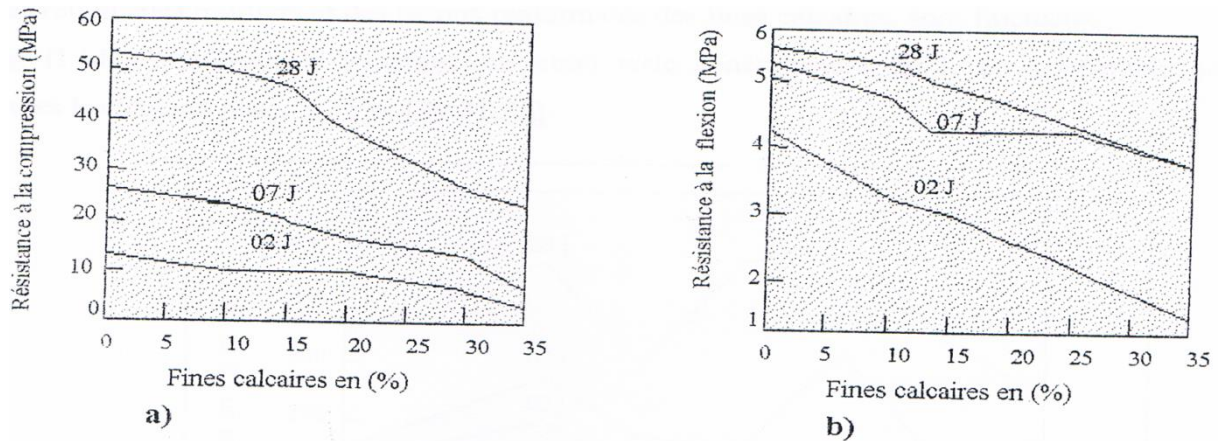 Résistance à la compression (MPa)
60
50
40
30
20
10
0
28 J
07 J
02 J
0 5 10 15 20 25 30 35
Fines calcaires en (%)
a)
Résistance à la flexion (MPa)
6
5
4
3
2
1
28 J
07 J
02 J
0 5 10 15 20 25 30 35
Fines calcaires en (%)
b)